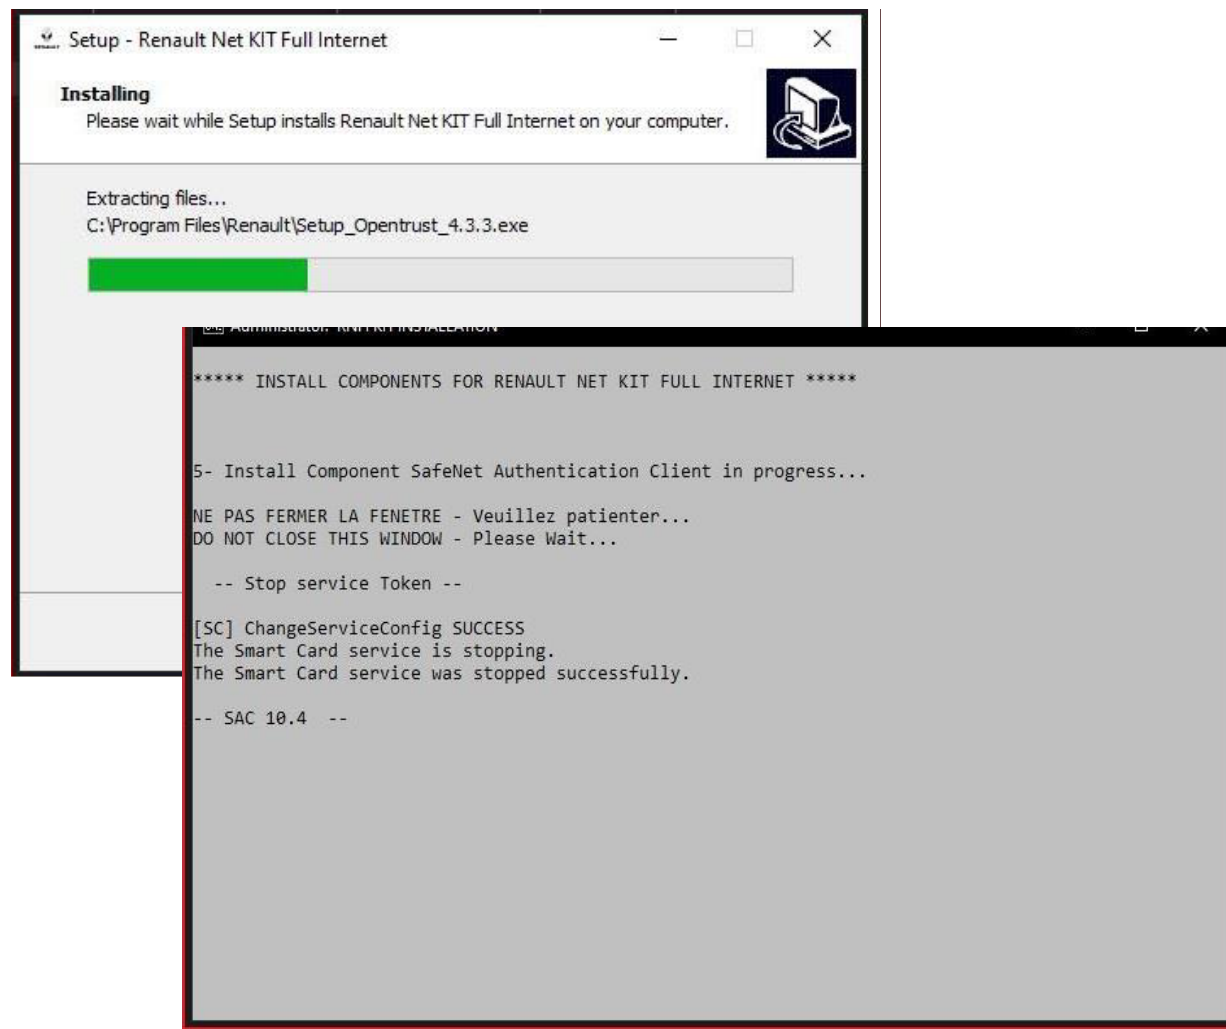 Setup - Renault Net KIT Full Internet
Installing
Please wait while Setup installs Renault Net KIT Full Internet on your computer.
Extracting files...
C:\Program Files\Renault\Setup_Opentrust_4.3.3.exe
Administrator: KNFI KIT INSTALLATION
***** INSTALL COMPONENTS FOR RENAULT NET KIT FULL INTERNET *****
5- Install Component SafeNet Authentication Client in progress...
NE PAS FERMER LA FENETRE - Veuillez patienter...
DO NOT CLOSE THIS WINDOW - Please Wait...
-- Stop service Token --
[SC] ChangeServiceConfig SUCCESS
The Smart Card service is stopping.
The Smart Card service was stopped successfully.
-- SAC 10.4 --